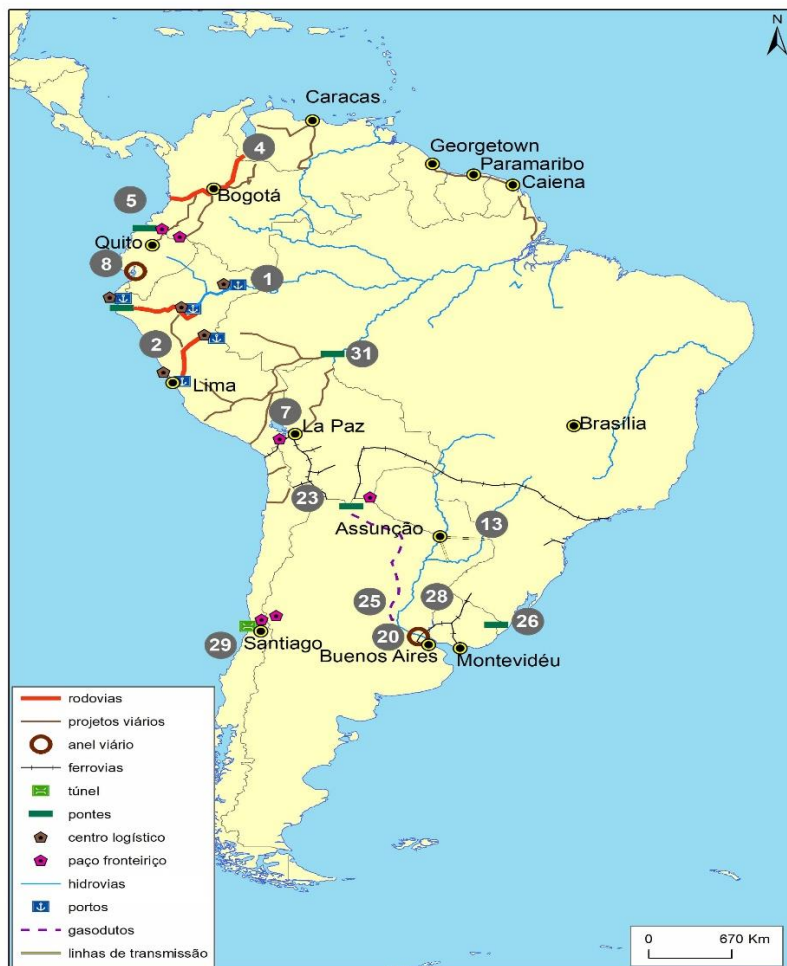 N
Caracas
Georgetown
Paramaribo
Caiena
4
Bogotá
5
Quito
8
1
2
Lima
31
7
La Paz
Brasília
23
Assunção
13
25
28
26
20
29
Santiago
Buenos Aires
Montevidéu
rodovias
projetos viários
anel viário
ferrovias
túnel
pontes
centro logístico
paço fronteiriço
hidrovias
portos
gasodutos
linhas de transmissão
0 670 Km